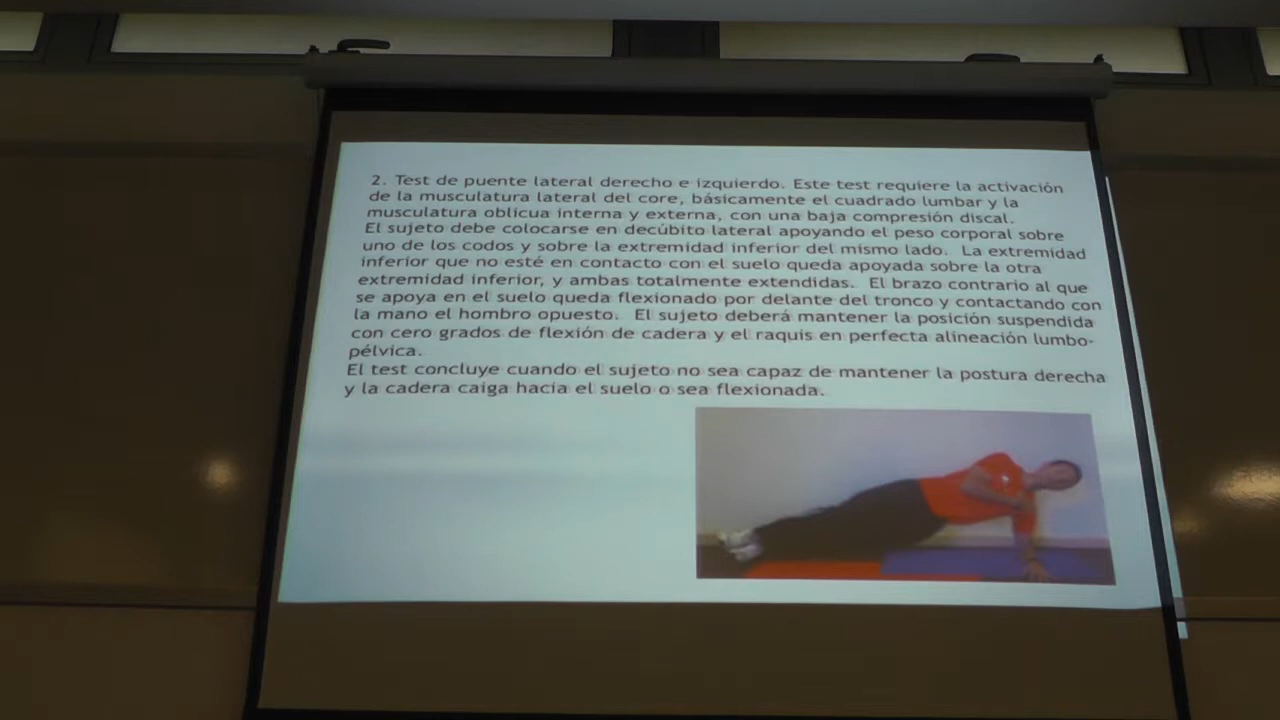 2. Test de puente lateral derecho e izquierdo. Este test requiere la activación
de la musculatura lateral del core, básicamente el cuadrado lumbar y la
musculatura oblicua interna y externa, con una baja compresión discal.
El sujeto debe colocarse en decúbito lateral apoyando el peso corporal sobre
uno de los codos y sobre la extremidad inferior del mismo lado. La extremidad
inferior que no esté en contacto con el suelo queda apoyada sobre la otra
extremidad inferior, y ambas totalmente extendidas. El brazo contrario al que
se apoya en el suelo queda flexionado por delante del tronco y contactando con
la mano el hombro opuesto. El sujeto deberá mantener la posición suspendida
con cero grados de flexión de cadera y el raquis en perfecta alineación lumbo-
pélvica.
El test concluye cuando el sujeto no sea capaz de mantener la postura derecha
y la cadera caiga hacia el suelo o sea flexionada.